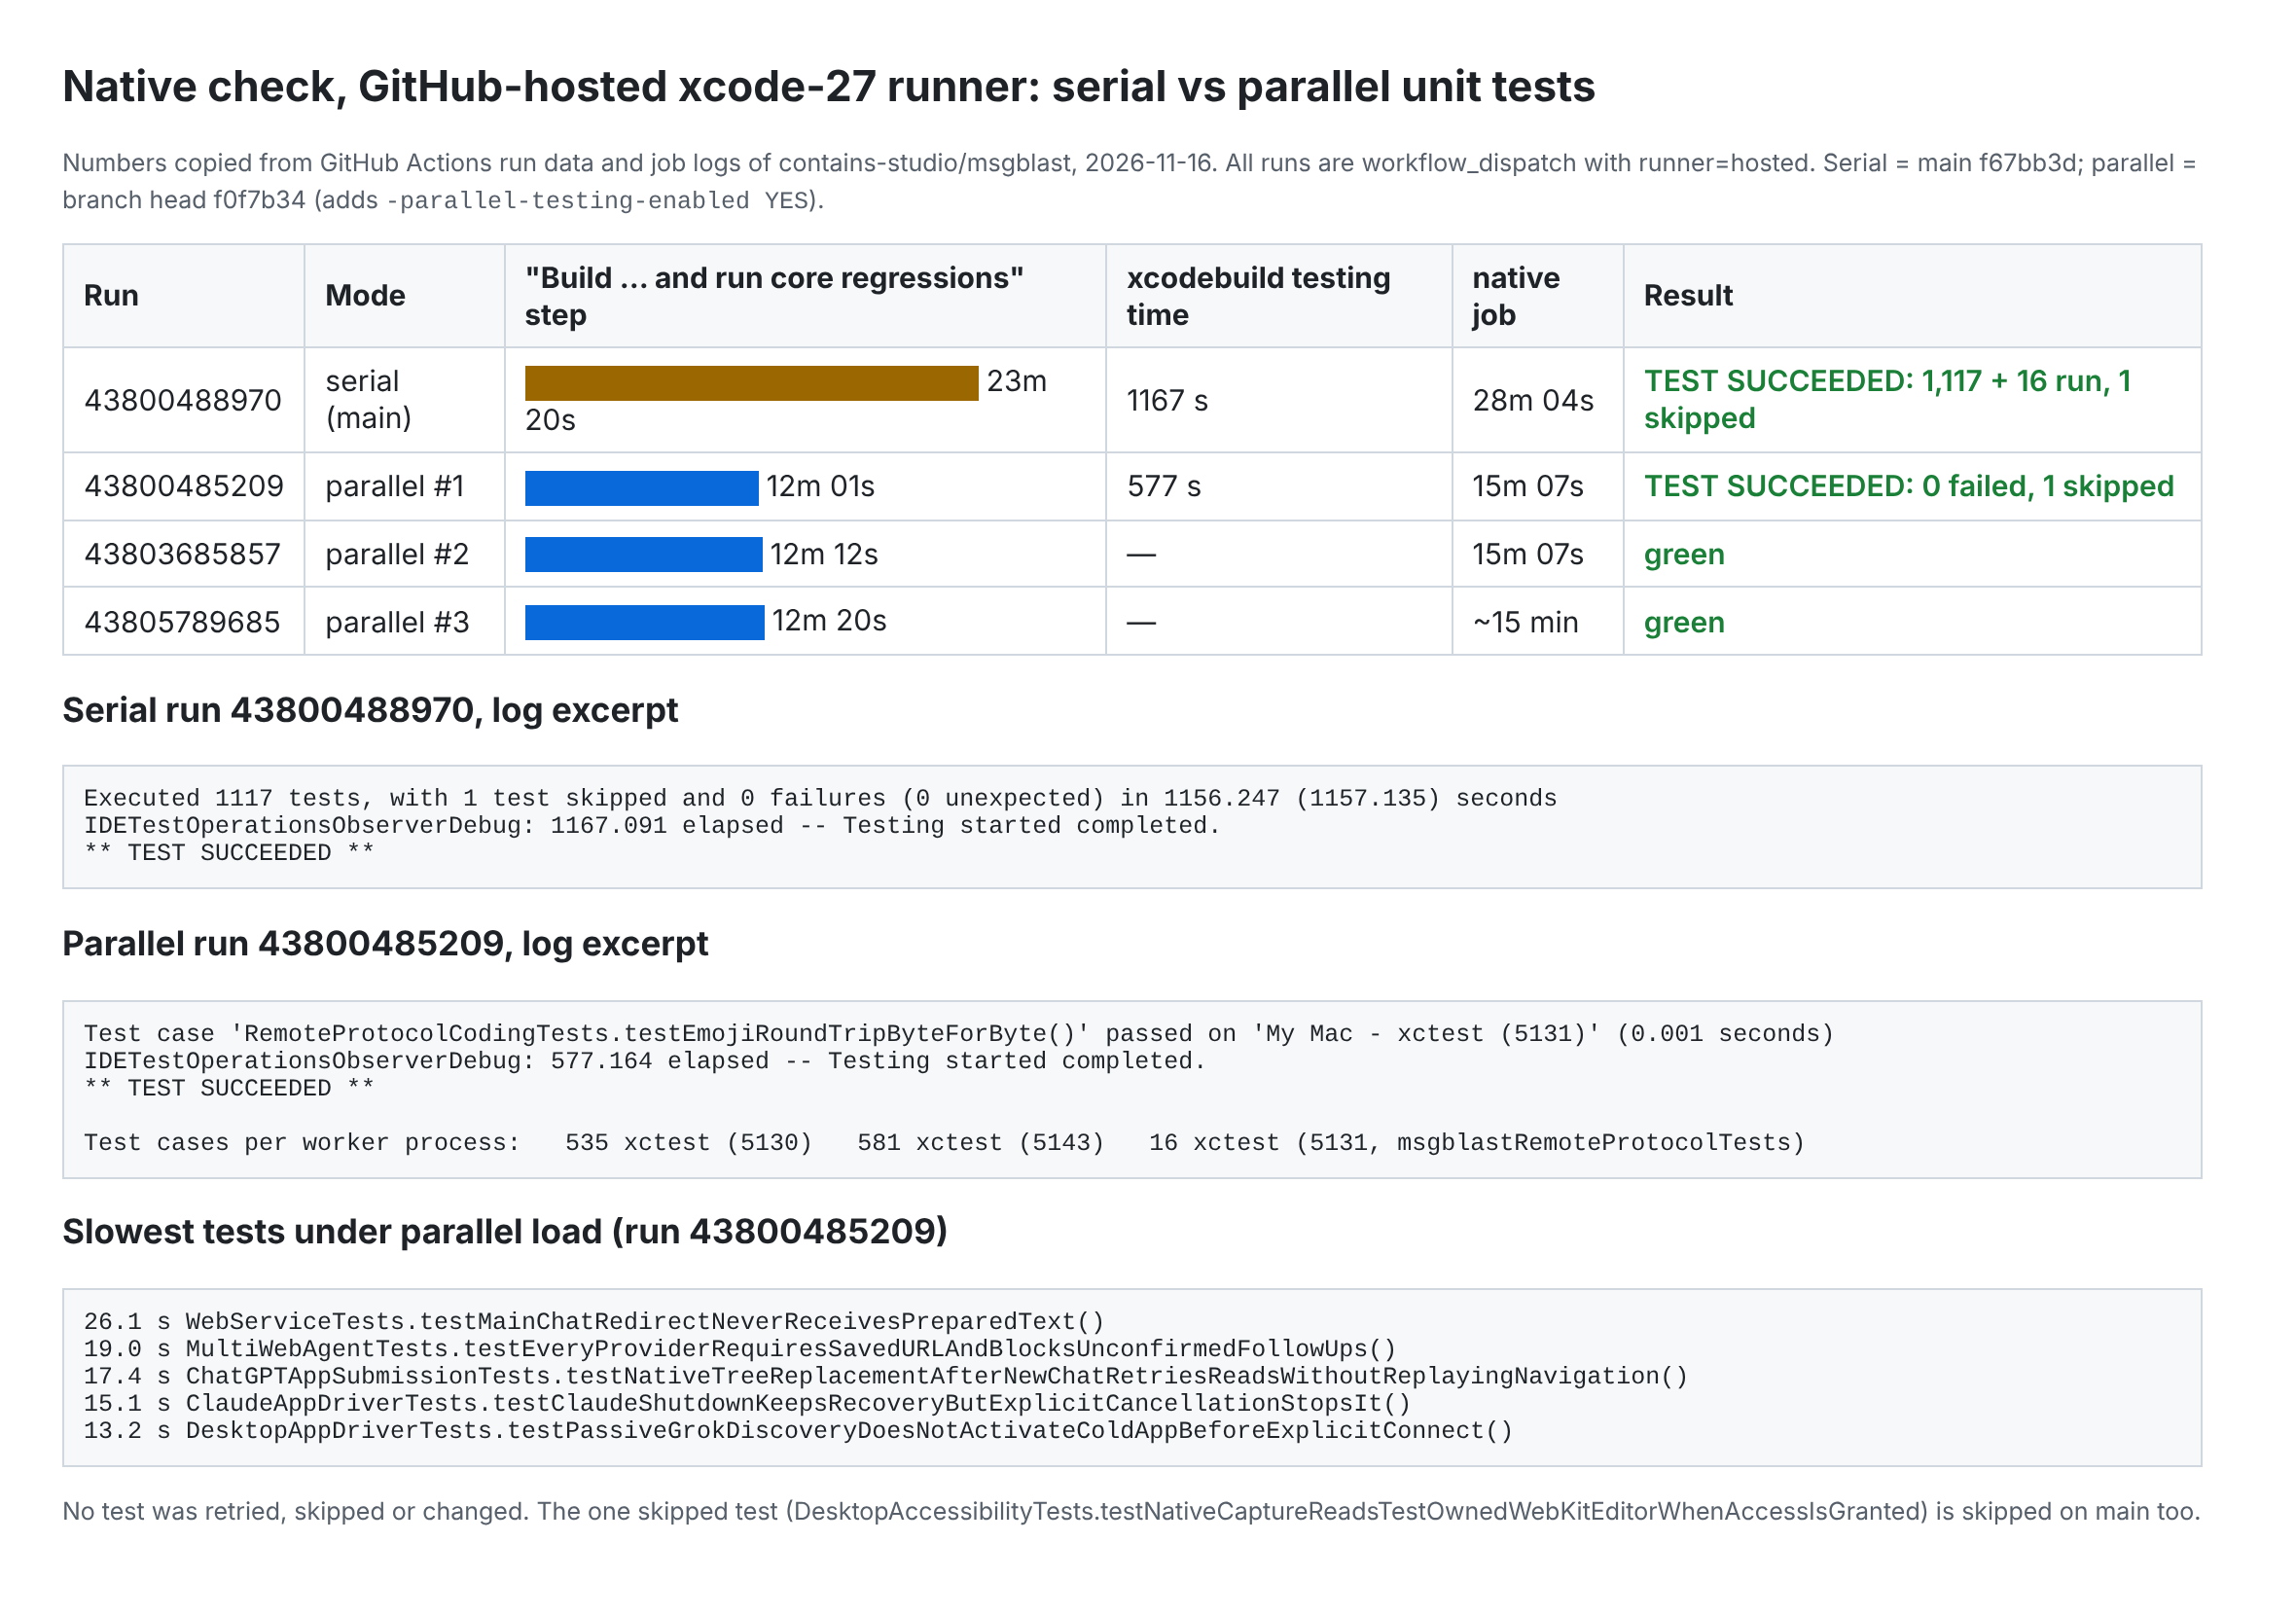 Native check, GitHub-hosted xcode-27 runner: serial vs parallel unit tests
Numbers copied from GitHub Actions run data and job logs of contains-studio/msgblast, 2026-11-16. All runs are workflow_dispatch with runner=hosted. Serial = main f67bb3d; parallel =
branch head f0f7b34 (adds -parallel-testing-enabled YES).
Run
Mode
"Build ... and run core regressions"
step
xcodebuild testing
time
native
job
Result
43800488970
serial
(main)
23m
20s
1167 s
28m 04s
TEST SUCCEEDED: 1,117 + 16 run, 1
skipped
43800485209
parallel #1
12m 01s
577 s
15m 07s
TEST SUCCEEDED: 0 failed, 1 skipped
43803685857
parallel #2
12m 12s
—
15m 07s
green
43805789685
parallel #3
12m 20s
—
~15 min
green
Serial run 43800488970, log excerpt
Executed 1117 tests, with 1 test skipped and 0 failures (0 unexpected) in 1156.247 (1157.135) seconds
IDETestOperationsObserverDebug: 1167.091 elapsed -- Testing started completed.
** TEST SUCCEEDED **
Parallel run 43800485209, log excerpt
Test case 'RemoteProtocolCodingTests.testEmojiRoundTripByteForByte()' passed on 'My Mac - xctest (5131)' (0.001 seconds)
IDETestOperationsObserverDebug: 577.164 elapsed -- Testing started completed.
** TEST SUCCEEDED **
Test cases per worker process:   535 xctest (5130)   581 xctest (5143)   16 xctest (5131, msgblastRemoteProtocolTests)
Slowest tests under parallel load (run 43800485209)
26.1 s WebServiceTests.testMainChatRedirectNeverReceivesPreparedText()
19.0 s MultiWebAgentTests.testEveryProviderRequiresSavedURLAndBlocksUnconfirmedFollowUps()
17.4 s ChatGPTAppSubmissionTests.testNativeTreeReplacementAfterNewChatRetriesReadsWithoutReplayingNavigation()
15.1 s ClaudeAppDriverTests.testClaudeShutdownKeepsRecoveryButExplicitCancellationStopsIt()
13.2 s DesktopAppDriverTests.testPassiveGrokDiscoveryDoesNotActivateColdAppBeforeExplicitConnect()
No test was retried, skipped or changed. The one skipped test (DesktopAccessibilityTests.testNativeCaptureReadsTestOwnedWebKitEditorWhenAccessIsGranted) is skipped on main too.